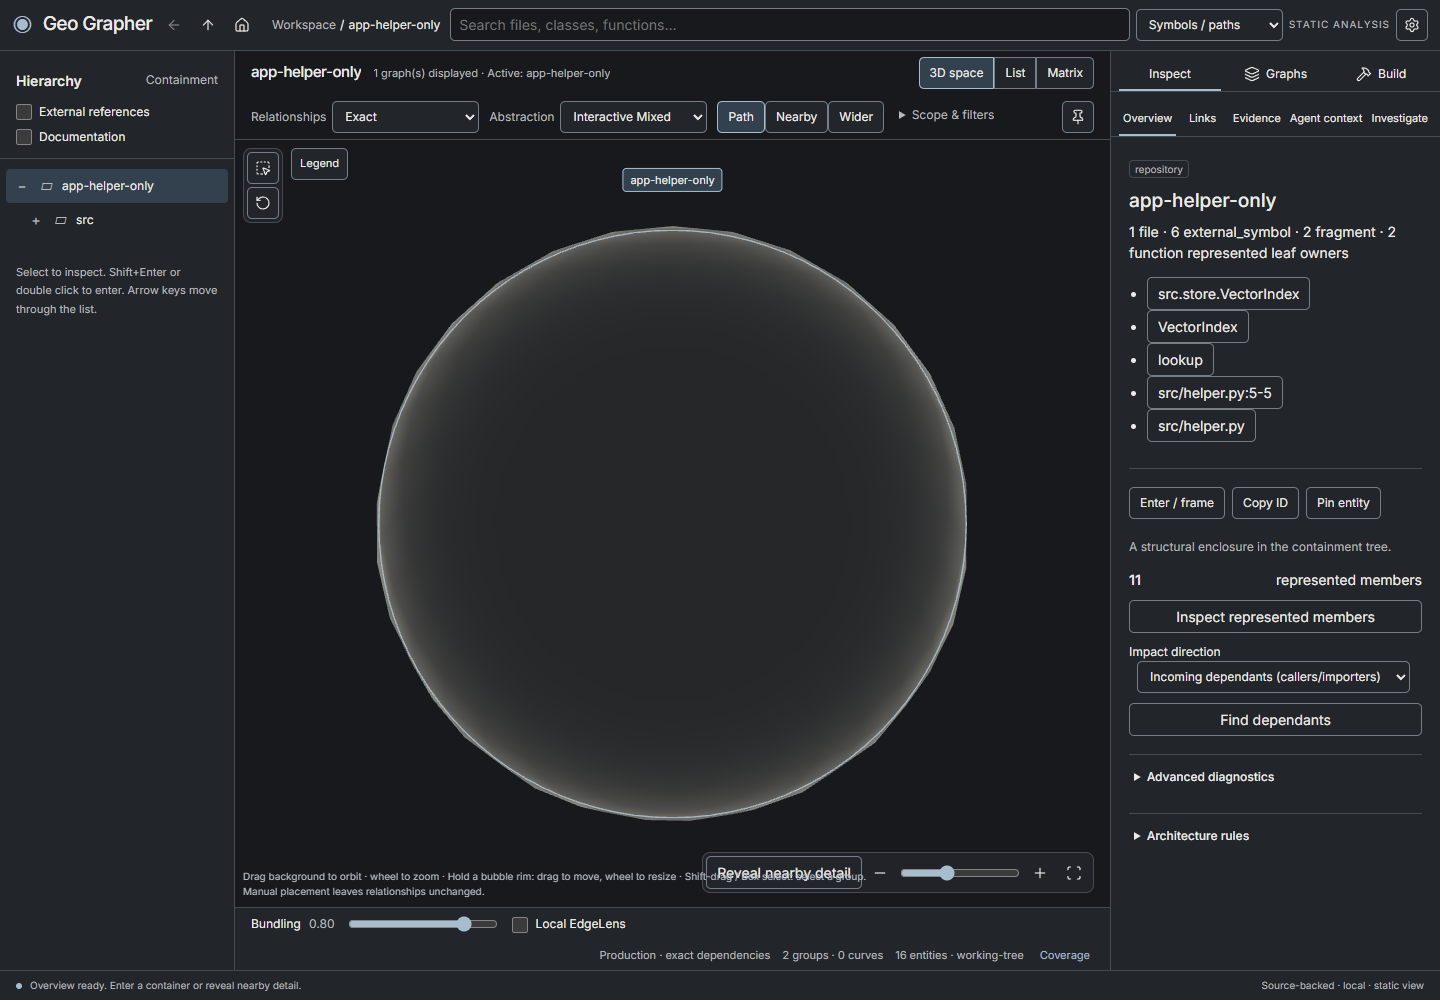 Geo Grapher
Workspace / app-helper-only
Search files, classes, functions...
Symbols / paths
STATIC ANALYSIS
Hierarchy
Containment
External references
Documentation
app-helper-only
src
Select to inspect. Shift+Enter or
double click to enter. Arrow keys move
through the list.
app-helper-only
1 graph(s) displayed · Active: app-helper-only
3D space
List
Matrix
Relationships
Exact
Abstraction
Interactive Mixed
Path
Nearby
Wider
Scope & filters
Legend
app-helper-only
Reveal nearby detail
Drag background to orbit · wheel to zoom · Hold a bubble rim: drag to move, wheel to resize · Shift-drag / Box select: select a group.
Manual placement leaves relationships unchanged.
Bundling 0.80
Local EdgeLens
Production · exact dependencies
2 groups · 0 curves
16 entities · working-tree
Coverage
Inspect
Graphs
Build
Overview
Links
Evidence
Agent context
Investigate
repository
app-helper-only
1 file · 6 external_symbol · 2 fragment · 2
function represented leaf owners
src.store.VectorIndex
VectorIndex
lookup
src/helper.py:5-5
src/helper.py
Enter / frame
Copy ID
Pin entity
A structural enclosure in the containment tree.
11 represented members
Inspect represented members
Impact direction
Incoming dependants (callers/importers)
Find dependants
Advanced diagnostics
Architecture rules
Overview ready. Enter a container or reveal nearby detail.
Source-backed · local · static view